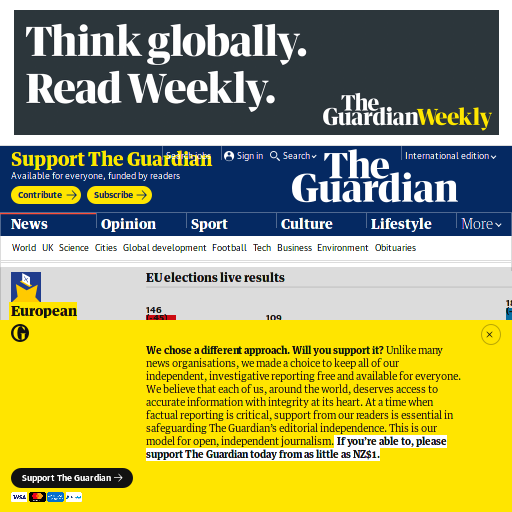 Think globally.
Read Weekly.
The
GuardianWeekly
Support The Guardian
Available for everyone, funded by readers
Contribute
Subscribe
Search jobs
Sign in
Search
International edition
The
Guardian
News
Opinion
Sport
Culture
Lifestyle
More
World UK Science Cities Global development Football Tech Business Environment Obituaries
EU elections live results
European
146
(-45)
109
We chose a different approach. Will you support it? Unlike many
news organisations, we made a choice to keep all of our
independent, investigative reporting free and available for everyone.
We believe that each of us, around the world, deserves access to
accurate information with integrity at its heart. At a time when
factual reporting is critical, support from our readers is essential in
safeguarding The Guardian's editorial independence. This is our
model for open, independent journalism. If you're able to, please
support The Guardian today from as little as NZ$1.
Support The Guardian
VISA